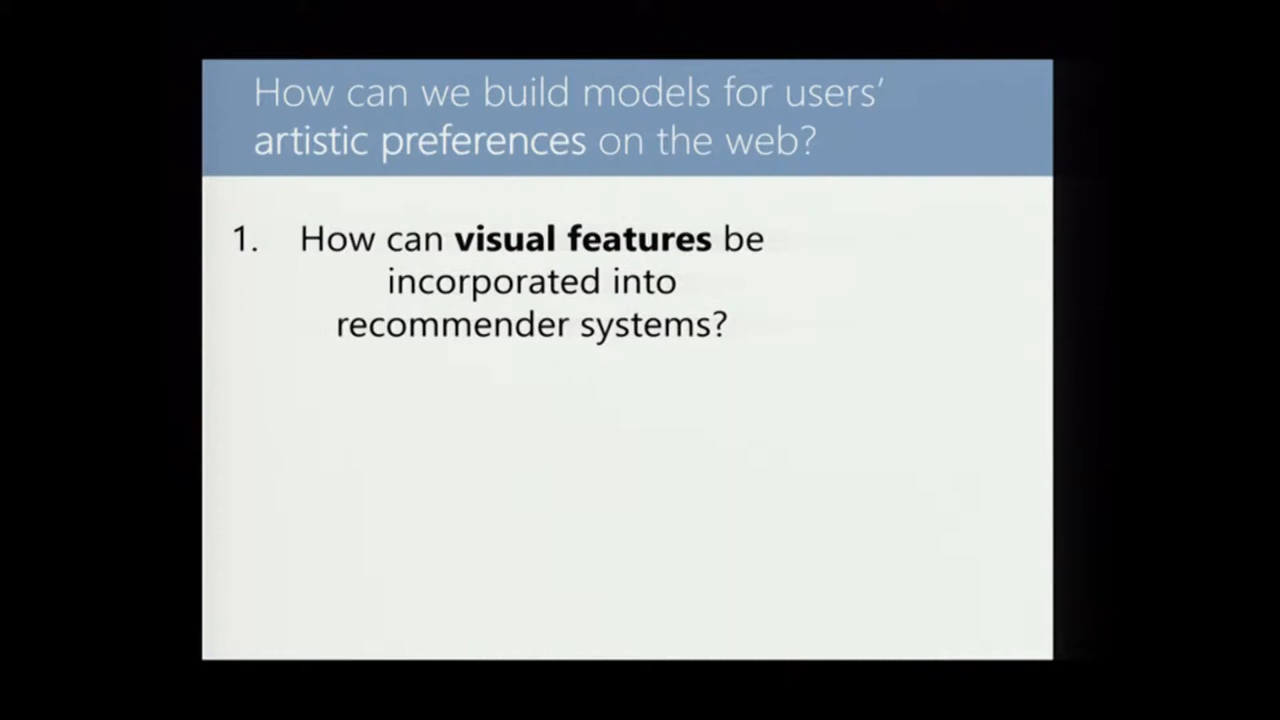 How can we build models for users'
artistic preferences on the web?
1. How can visual features be
incorporated into
recommender systems?